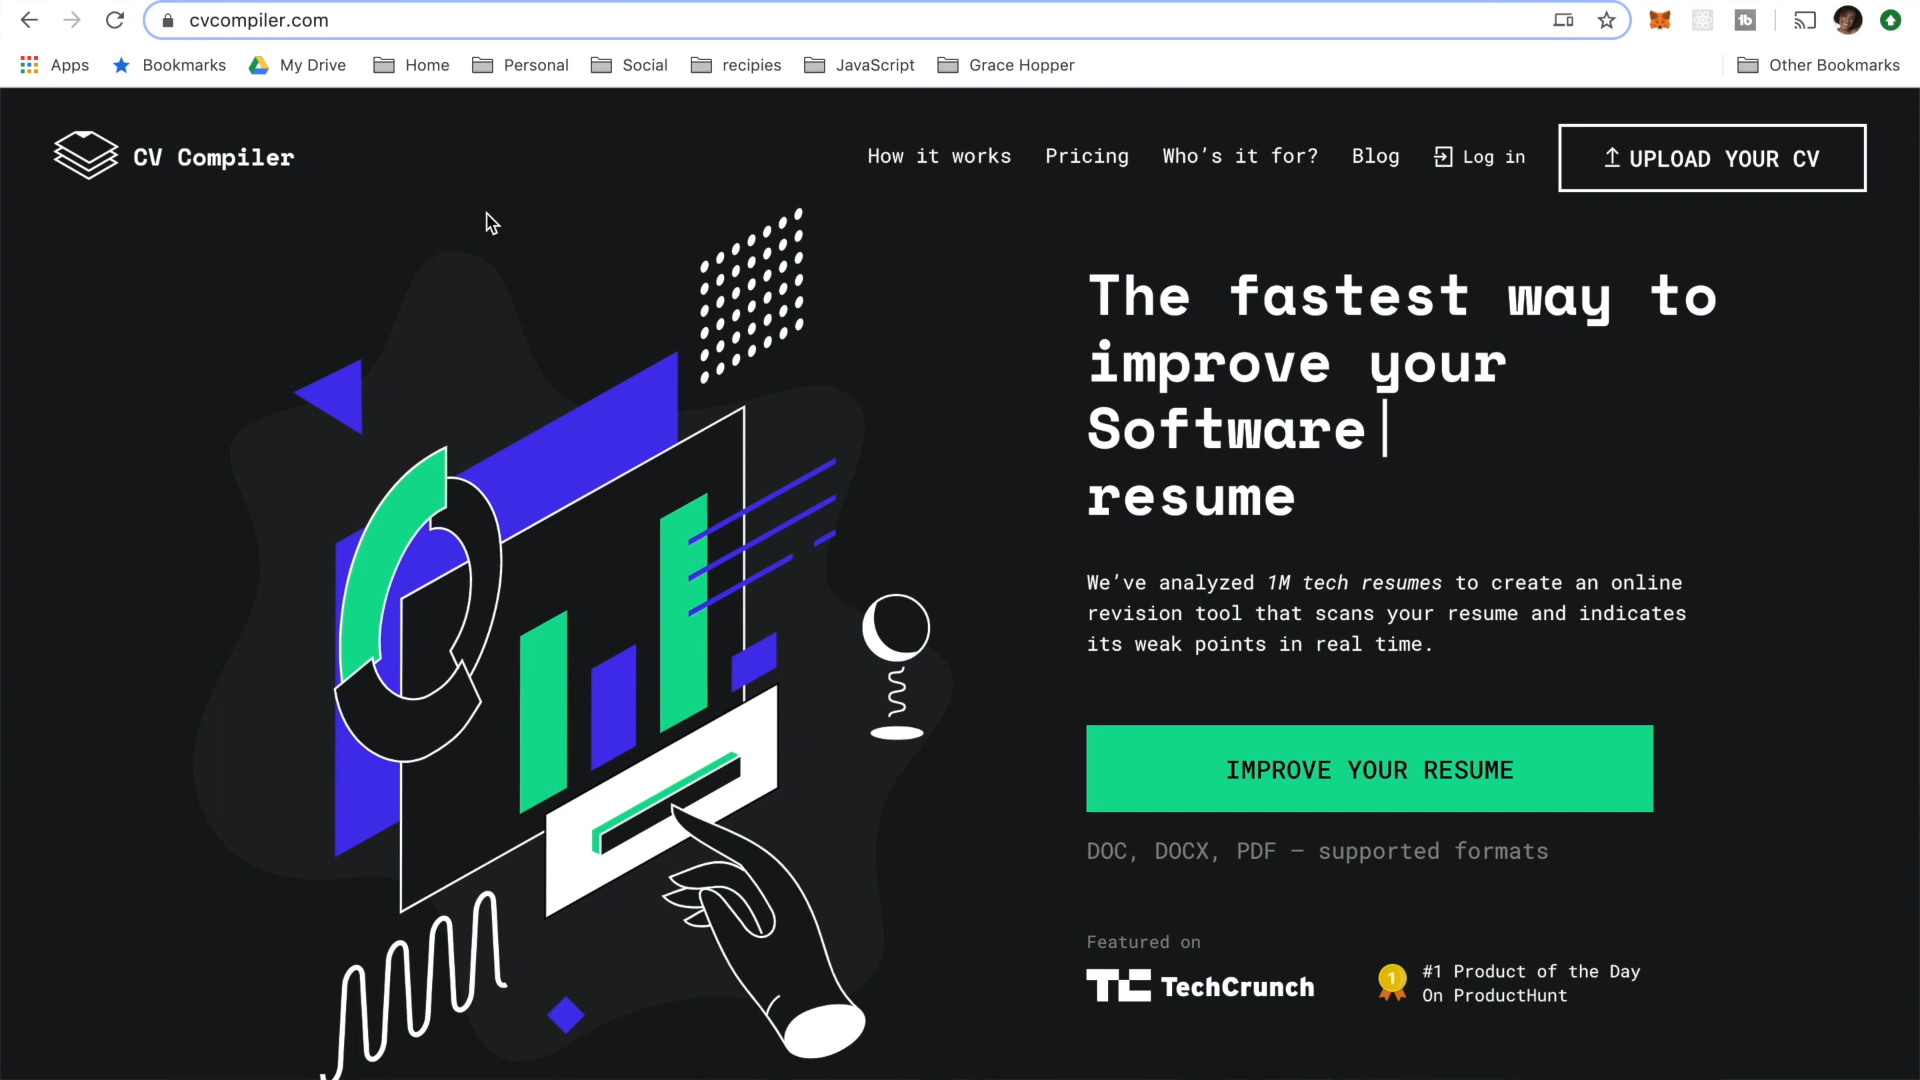 cvcompiler.com
Apps
Bookmarks
My Drive
Home
Personal
Social
recipies
JavaScript
Grace Hopper
Other Bookmarks
CV Compiler
How it works
Pricing
Who's it for?
Blog
Log in
UPLOAD YOUR CV
The fastest way to
improve your
Software
resume
We've analyzed 1M tech resumes to create an online
revision tool that scans your resume and indicates
its weak points in real time.
IMPROVE YOUR RESUME
DOC, DOCX, PDF — supported formats
Featured on
TC TechCrunch
1
#1 Product of the Day
On ProductHunt